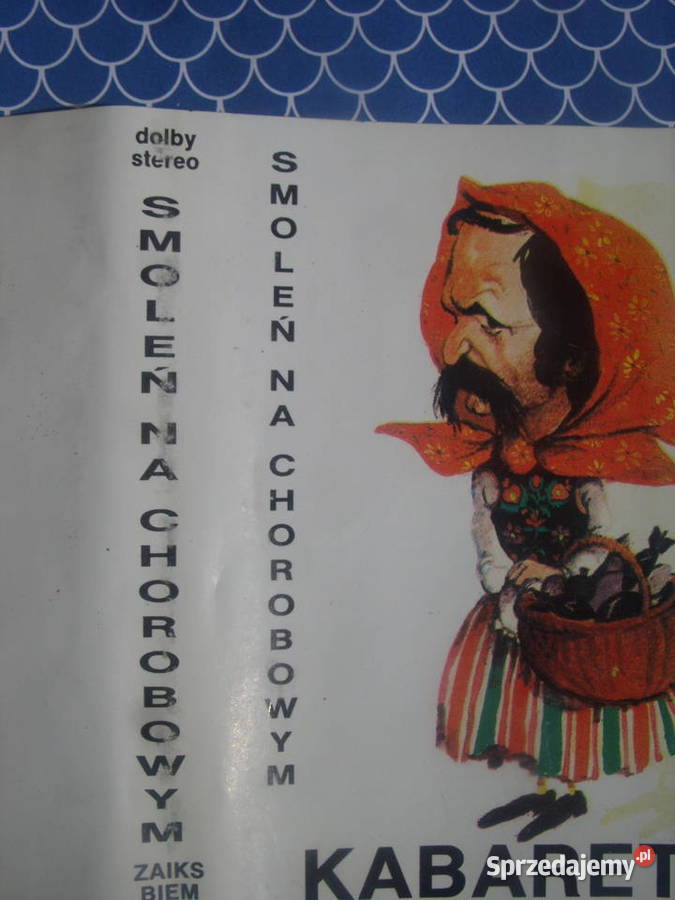 dolby
stereo
SMOLEŃ NA CHOROBOWYM
ZAIKS
BIEM
SMOLEŃ NA CHOROBOWYM
KABARET
Sprzedajemy.pl